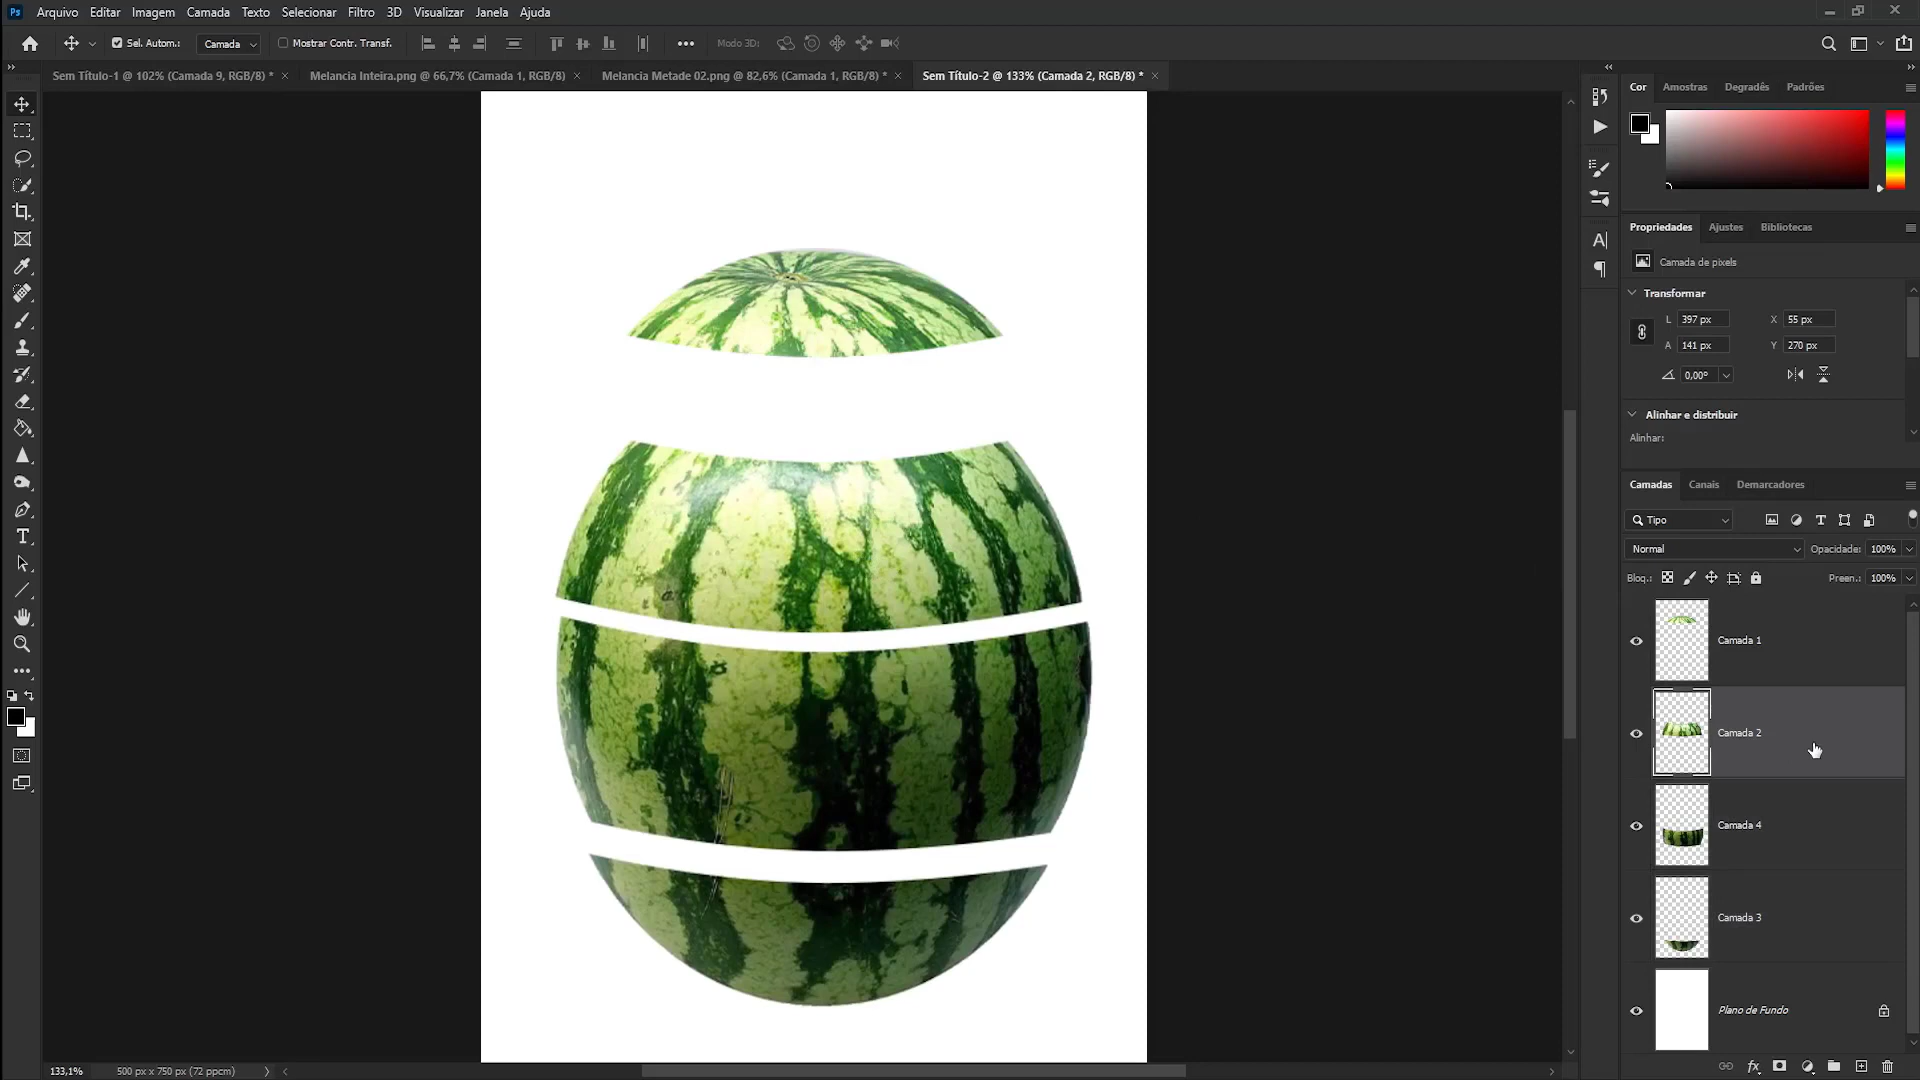 Ps Arquivo Editar Imagem Camada Texto Selecionar Filtro 3D Visualizar Janela Ajuda
Sel. Autom.: Camada Mostrar Contr. Transf. Modo 3D:
Sem Título-1 @ 102% (Camada 9, RGB/8) * Melancia Inteira.png @ 66,7% (Camada 1, RGB/8) Melancia Metade 02.png @ 82,6% (Camada 1, RGB/8) * Sem Título-2 @ 133% (Camada 2, RGB/8) *
Cor Amostras Degradês Padrões
Propriedades Ajustes Bibliotecas
Camada de pixels
Transformar
L 397 px X 55 px
A 141 px Y 270 px
0,00°
Alinhar e distribuir
Alinhar:
Camadas Canais Demarcadores
Tipo
Normal Opacidade: 100%
Bloq.: Preen.: 100%
Camada 1
Camada 2
Camada 4
Camada 3
Plano de Fundo
133,1% 500 px x 750 px (72 ppcm)